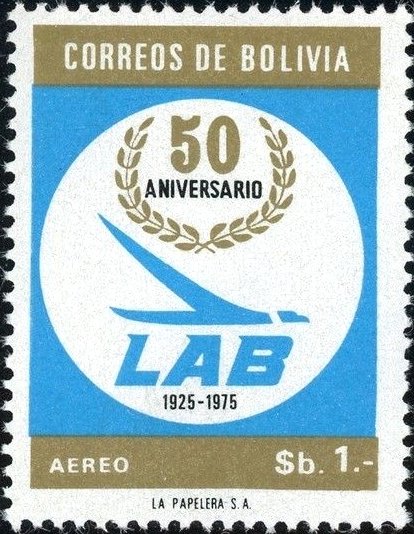 CORREOS DE BOLIVIA
50
ANIVERSARIO
LAB
1925-1975
AEREO $b. 1.-
LA PAPELERA S.A.